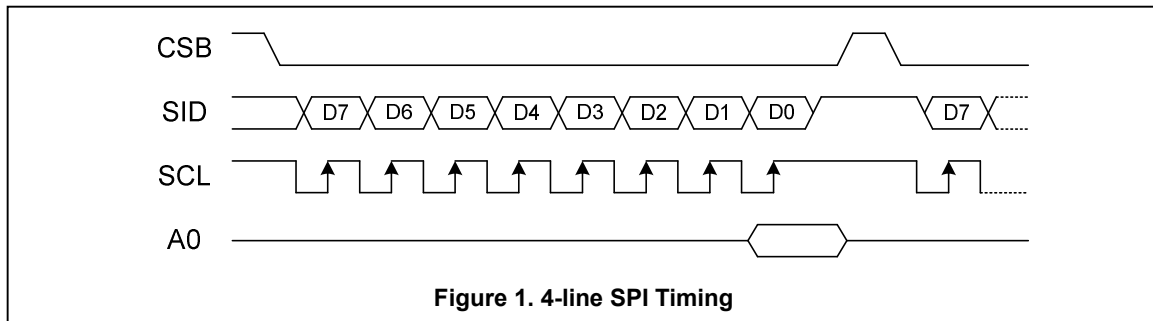 CSB
SID D7 D6 D5 D4 D3 D2 D1 D0 D7
SCL
A0
Figure 1. 4-line SPI Timing